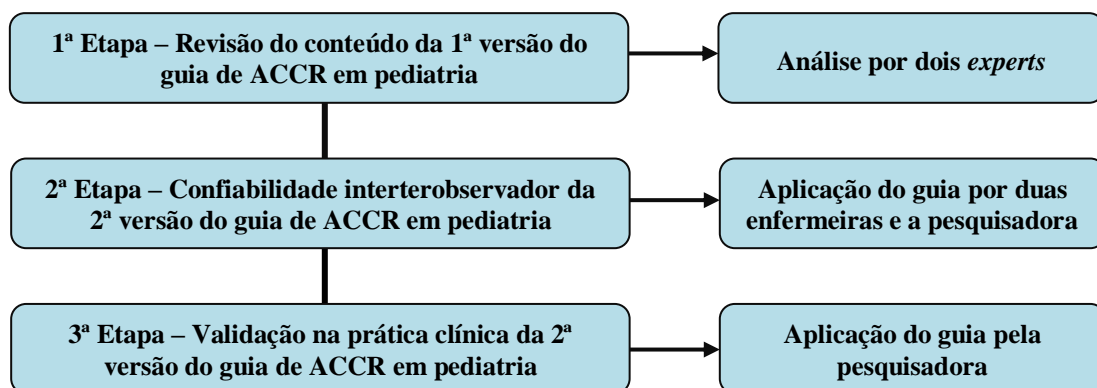 1ª Etapa – Revisão do conteúdo da 1ª versão do
guia de ACCR em pediatria
Análise por dois experts
2ª Etapa – Confiabilidade interterobservador da
2ª versão do guia de ACCR em pediatria
Aplicação do guia por duas
enfermeiras e a pesquisadora
3ª Etapa – Validação na prática clínica da 2ª
versão do guia de ACCR em pediatria
Aplicação do guia pela
pesquisadora